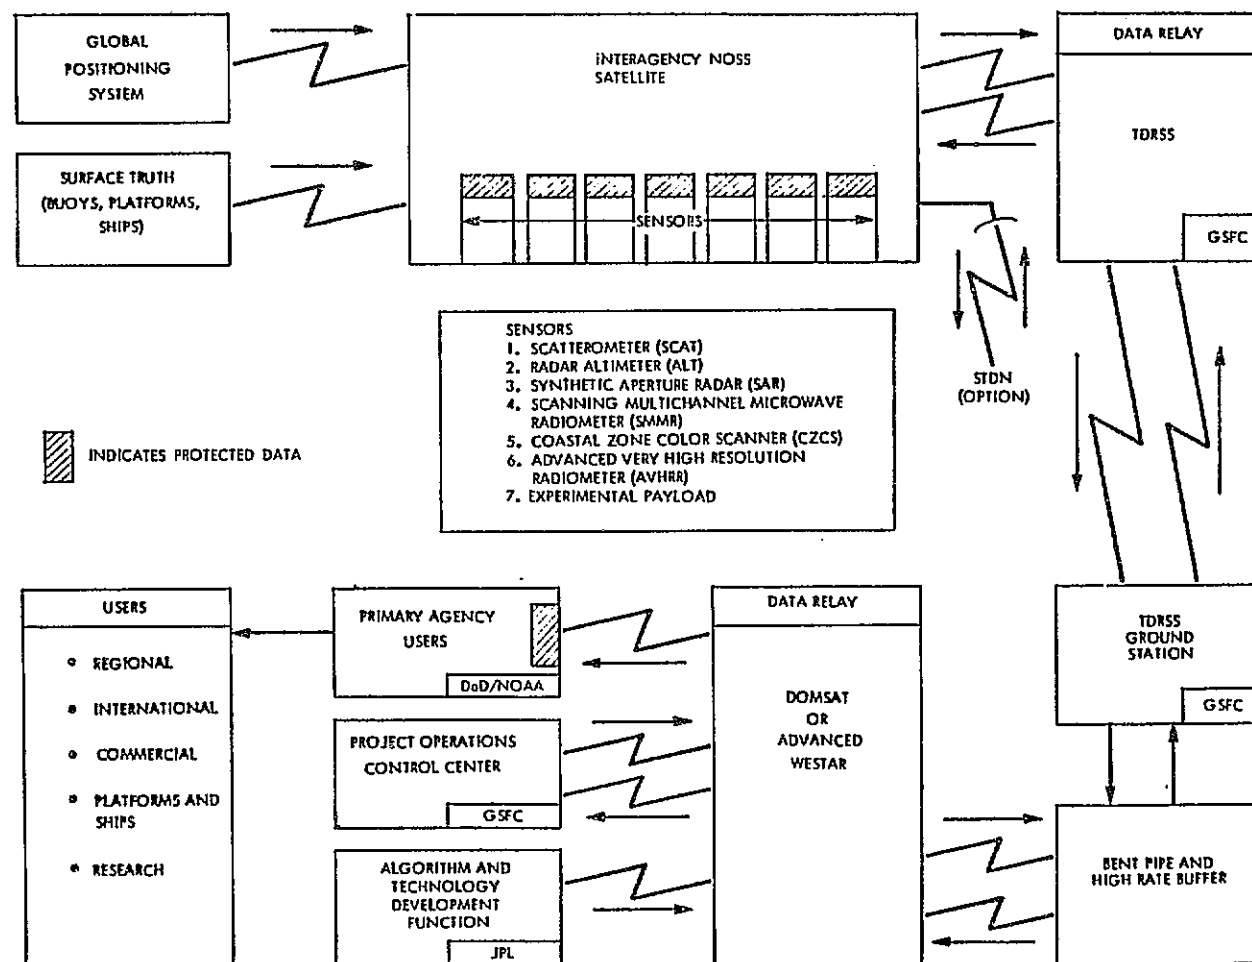 GLOBAL
POSITIONING
SYSTEM
SURFACE TRUTH
(BUOYS, PLATFORMS,
SHIPS)
INTERAGENCY NOSS
SATELLITE
SENSORS
DATA RELAY
TDRSS
GSFC
STDN
(OPTION)
SENSORS
1. SCATTEROMETER (SCAT)
2. RADAR ALTIMETER (ALT)
3. SYNTHETIC APERTURE RADAR (SAR)
4. SCANNING MULTICHANNEL MICROWAVE
RADIOMETER (SMMR)
5. COASTAL ZONE COLOR SCANNER (CZCS)
6. ADVANCED VERY HIGH RESOLUTION
RADIOMETER (AVHRR)
7. EXPERIMENTAL PAYLOAD
INDICATES PROTECTED DATA
USERS
• REGIONAL
• INTERNATIONAL
• COMMERCIAL
• PLATFORMS AND
SHIPS
• RESEARCH
PRIMARY AGENCY
USERS
DoD/NOAA
PROJECT OPERATIONS
CONTROL CENTER
GSFC
ALGORITHM AND
TECHNOLOGY
DEVELOPMENT
FUNCTION
JPL
DATA RELAY
DOMSAT
OR
ADVANCED
WESTAR
TDRSS
GROUND
STATION
GSFC
BENT PIPE AND
HIGH RATE BUFFER